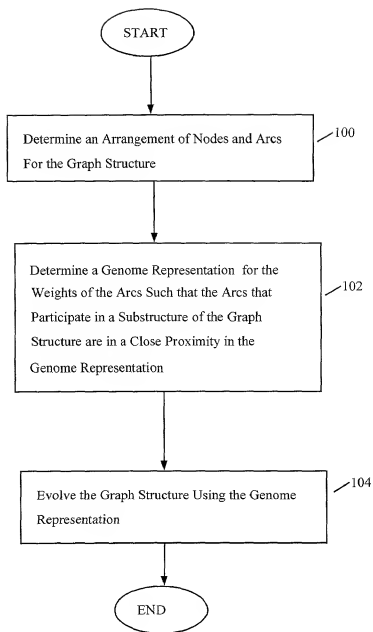 START
Determine an Arrangement of Nodes and Arcs
For the Graph Structure
100
Determine a Genome Representation for the
Weights of the Arcs Such that the Arcs that
Participate in a Substructure of the Graph
Structure are in a Close Proximity in the
Genome Representation
102
Evolve the Graph Structure Using the Genome
Representation
104
END